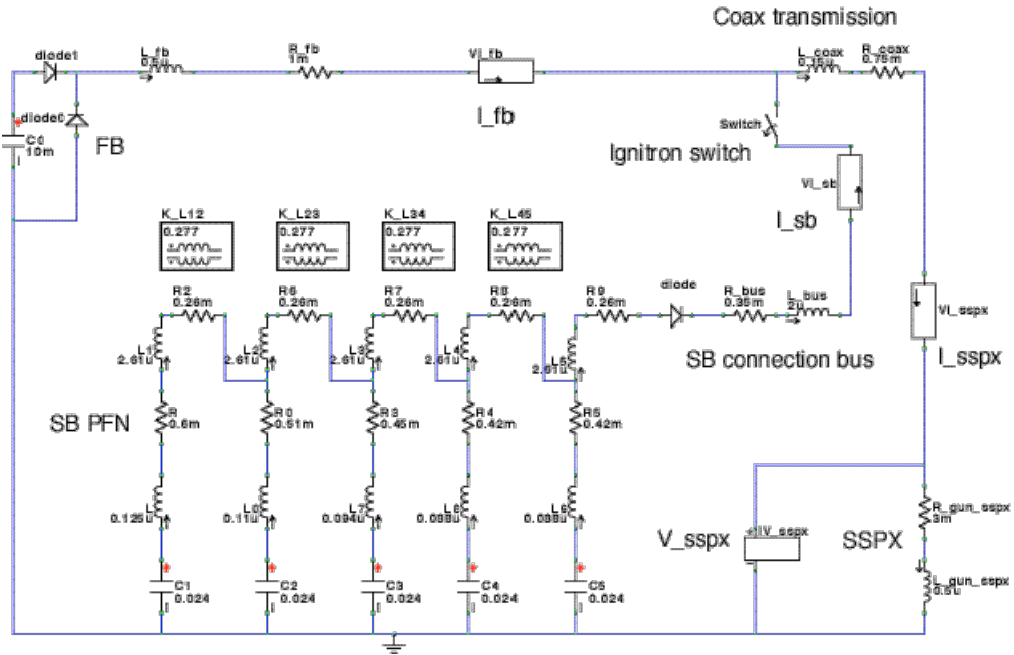 Coax transmission
diode1
L_fb
0.5u
R_fb
1m
Vi_fb
L_coax
0.15u
R_coax
0.75m
I_fb
diode0
FB
C0
10m
Switch
Ignitron switch
Vi_sb
I_sb
K_L12
0.277
K_L23
0.277
K_L34
0.277
K_L45
0.277
R2
0.26m
R6
0.26m
R7
0.26m
R8
0.26m
R9
0.26m
diode
R_bus
0.35m
L_bus
2u
Vi_sspx
I_sspx
L1
2.61u
L2
2.61u
L3
2.61u
L4
2.61u
L5
2.61u
SB connection bus
SB PFN
R
0.6m
R0
0.51m
R3
0.45m
R4
0.42m
R5
0.42m
L
0.125u
L0
0.11u
L7
0.094u
L8
0.088u
L6
0.088u
V_sspx
IV_sspx
SSPX
R_gun_sspx
3m
L_gun_sspx
0.5u
C1
0.024
C2
0.024
C3
0.024
C4
0.024
C5
0.024